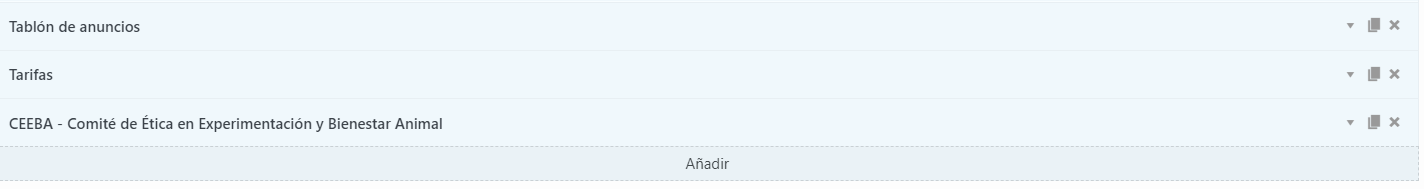 Tablón de anuncios
Tarifas
CEEBA - Comité de Ética en Experimentación y Bienestar Animal
Añadir